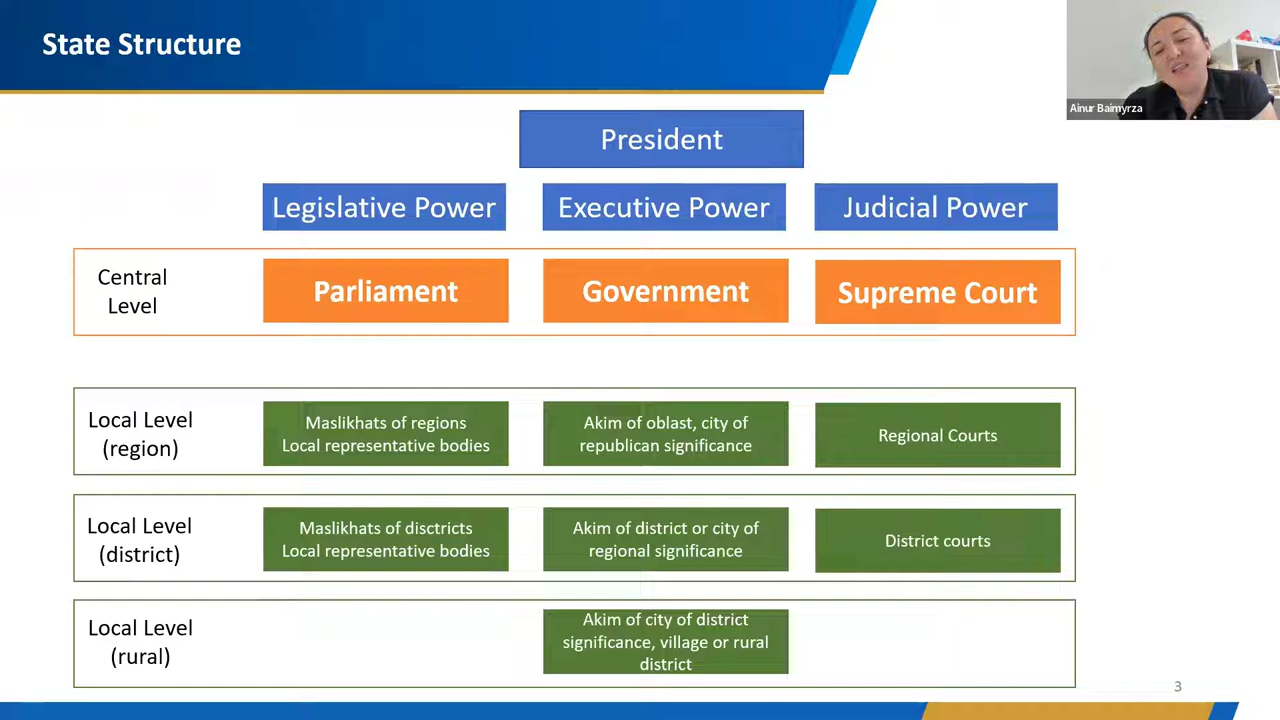 State Structure
Ainur Baimyrza
President
Legislative Power
Executive Power
Judicial Power
Central
Level
Parliament
Government
Supreme Court
Local Level
(region)
Maslikhats of regions
Local representative bodies
Akim of oblast, city of
republican significance
Regional Courts
Local Level
(district)
Maslikhats of disctricts
Local representative bodies
Akim of district or city of
regional significance
District courts
Local Level
(rural)
Akim of city of district
significance, village or rural
district
3